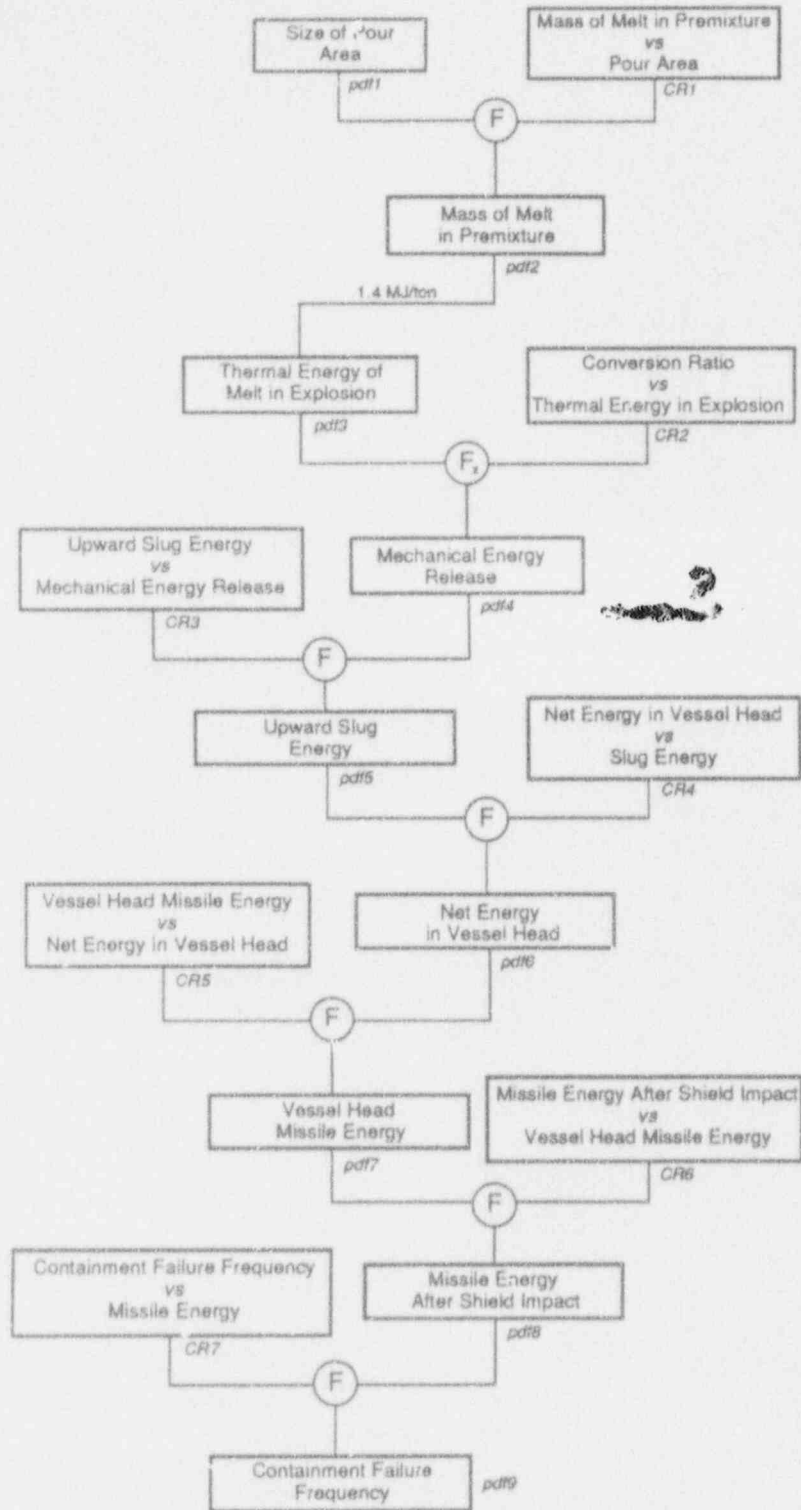 Size of Pour
Area
pdf1
Mass of Melt in Premixture
vs
Pour Area
CR1
F
Mass of Melt
in Premixture
pdf2
1.4 MJ/ton
Thermal Energy of
Melt in Explosion
pdf3
Conversion Ratio
vs
Thermal Energy in Explosion
CR2
Fx
Upward Slug Energy
vs
Mechanical Energy Release
CR3
Mechanical Energy
Release
pdf4
F
Upward Slug
Energy
pdf5
Net Energy in Vessel Head
vs
Slug Energy
CR4
F
Vessel Head Missile Energy
vs
Net Energy in Vessel Head
CR5
Net Energy
in Vessel Head
pdf6
F
Vessel Head
Missile Energy
pdf7
Missile Energy After Shield Impact
vs
Vessel Head Missile Energy
CR6
F
Containment Failure Frequency
vs
Missile Energy
CR7
Missile Energy
After Shield Impact
pdf8
F
Containment Failure
Frequency
pdf9